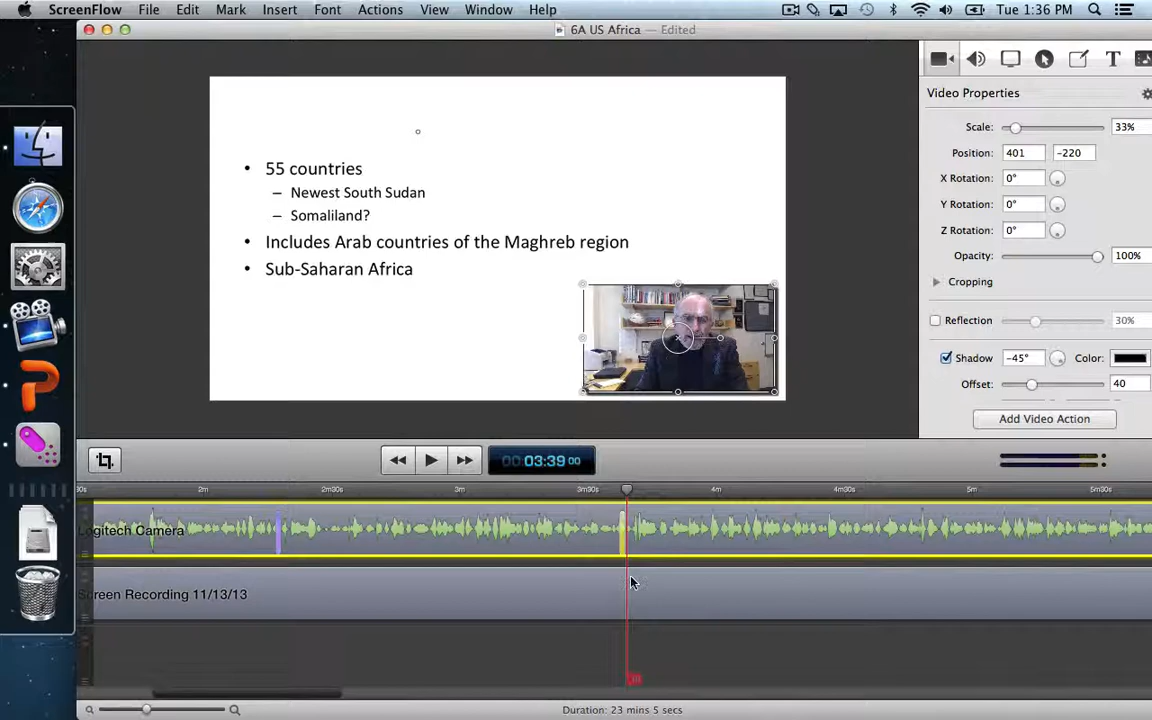 ScreenFlow File Edit Mark Insert Font Actions View Window Help Tue 1:36 PM
6A US Africa — Edited
• 55 countries
– Newest South Sudan
– Somaliland?
• Includes Arab countries of the Maghreb region
• Sub-Saharan Africa
Video Properties
Scale: 33%
Position: 401 -220
X Rotation: 0°
Y Rotation: 0°
Z Rotation: 0°
Opacity: 100%
Cropping
Reflection 30%
Shadow -45° Color:
Offset: 40
Add Video Action
00:03:39 00
30s 2m 2m30s 3m 3m30s 4m 4m30s 5m 5m30s
Logitech Camera
Screen Recording 11/13/13
Duration: 23 mins 5 secs